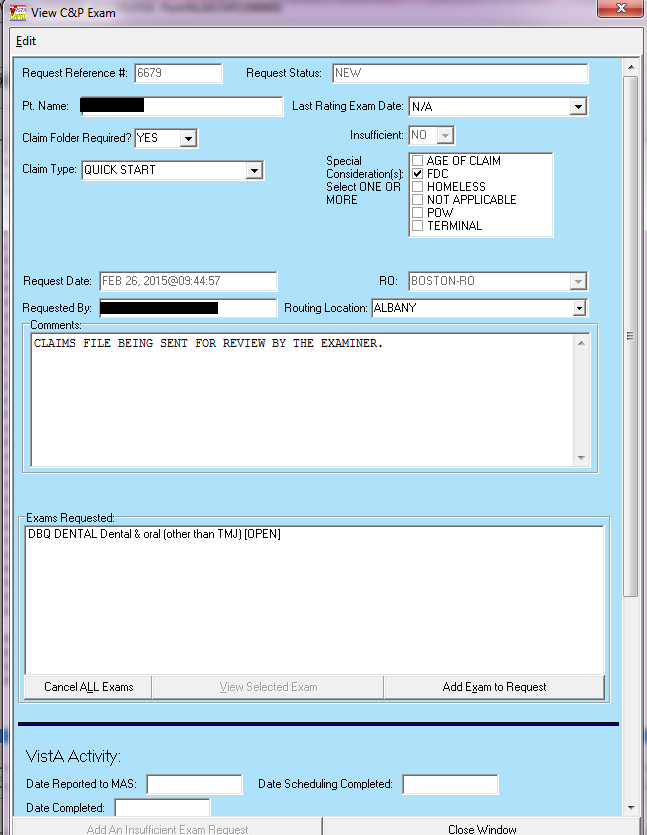 View C&P Exam
Edit
Request Reference #: 6679 Request Status: NEW
Pt. Name: Last Rating Exam Date: N/A
Claim Folder Required? YES Insufficient: NO
Claim Type: QUICK START
Special Consideration(s): Select ONE OR MORE
AGE OF CLAIM
FDC
HOMELESS
NOT APPLICABLE
POW
TERMINAL
Request Date: FEB 26, 2015@09:44:57 RO: BOSTON-RO
Requested By: Routing Location: ALBANY
Comments:
CLAIMS FILE BEING SENT FOR REVIEW BY THE EXAMINER.
Exams Requested:
DBQ DENTAL Dental & oral (other than TMJ) [OPEN]
Cancel ALL Exams View Selected Exam Add Exam to Request
VistA Activity:
Date Reported to MAS: Date Scheduling Completed:
Date Completed:
Add An Insufficient Exam Request Close Window